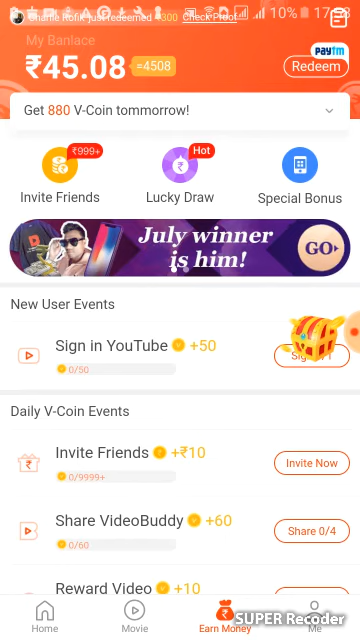 Shahe Rofik just redeemed ₹300 Check Proof
10% 17:
My Banlace
₹45.08 =4508
paytm
Redeem
Get 880 V-Coin tommorrow!
₹999+
Hot
Invite Friends Lucky Draw Special Bonus
July winner
is him!
GO
New User Events
Sign in YouTube +50
0/50
Daily V-Coin Events
Invite Friends +₹10
0/9999+
Invite Now
Share VideoBuddy +60
0/60
Share 0/4
Reward Video +10
Home Movie Earn Money Me
SUPER Recorder